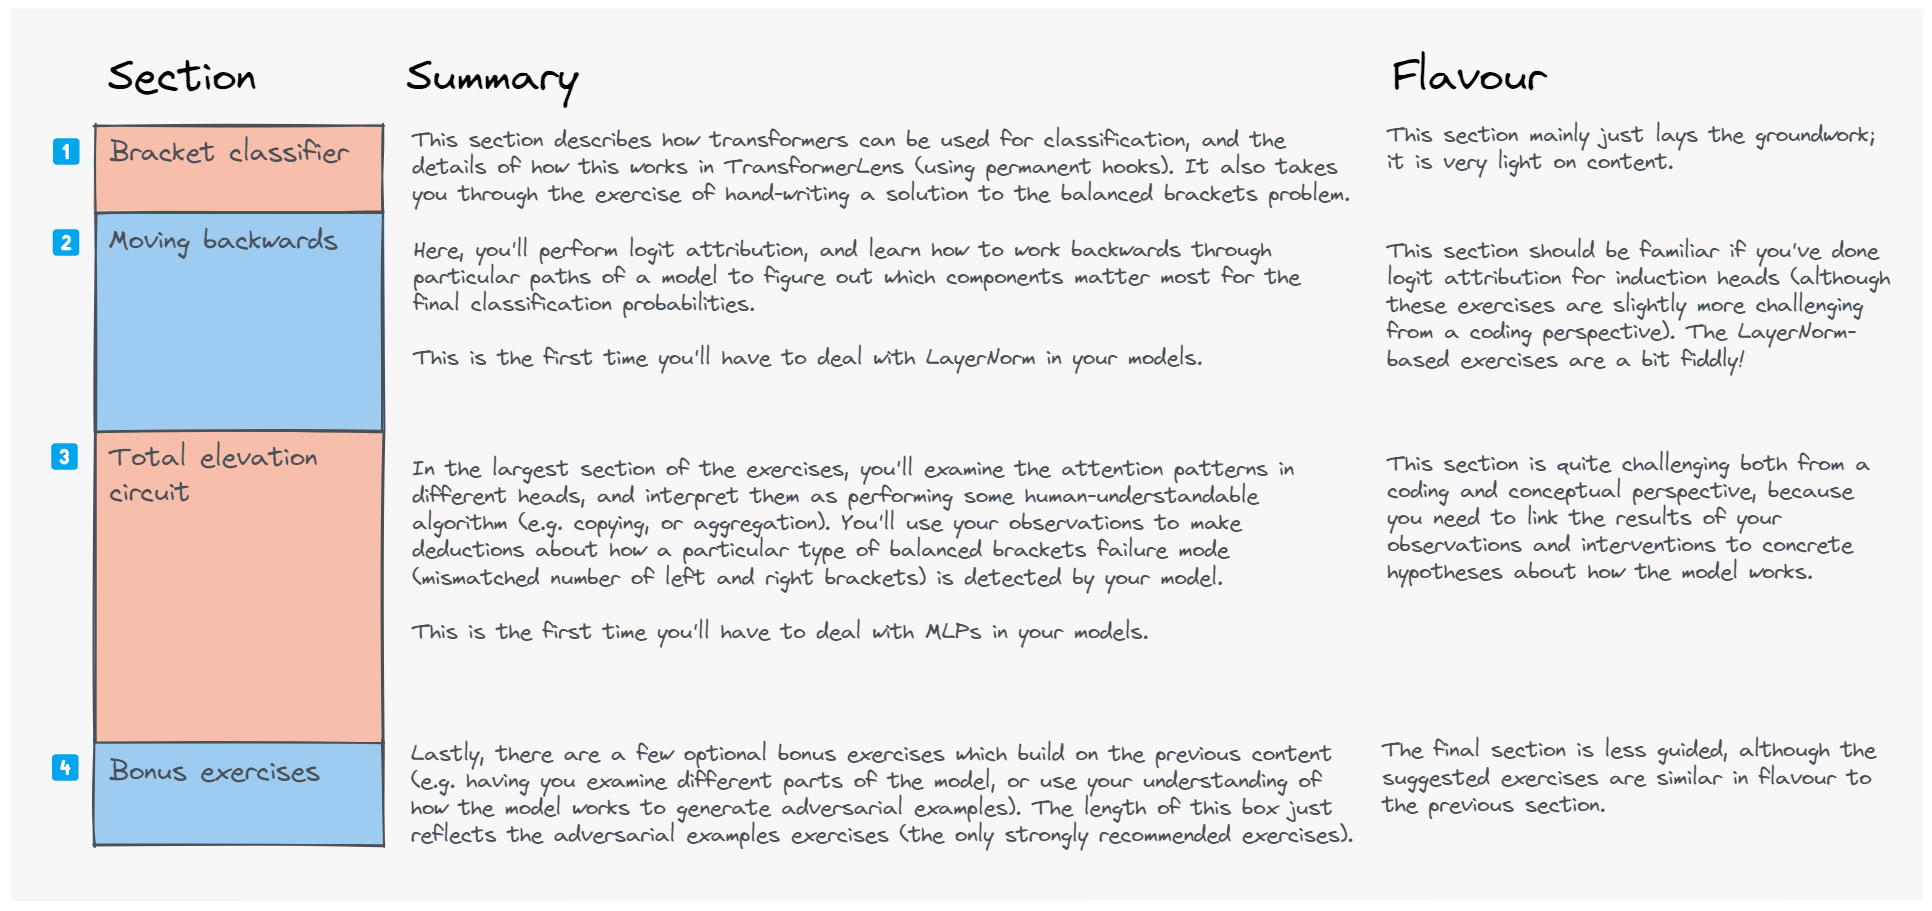 Section
Summary
Flavour
1
Bracket classifier
This section describes how transformers can be used for classification, and the
details of how this works in TransformerLens (using permanent hooks). It also takes
you through the exercise of hand-writing a solution to the balanced brackets problem.
This section mainly just lays the groundwork;
it is very light on content.
2
Moving backwards
Here, you'll perform logit attribution, and learn how to work backwards through
particular paths of a model to figure out which components matter most for the
final classification probabilities.
This is the first time you'll have to deal with LayerNorm in your models.
This section should be familiar if you've done
logit attribution for induction heads (although
these exercises are slightly more challenging
from a coding perspective). The LayerNorm-
based exercises are a bit fiddly!
3
Total elevation
circuit
In the largest section of the exercises, you'll examine the attention patterns in
different heads, and interpret them as performing some human-understandable
algorithm (e.g. copying, or aggregation). You'll use your observations to make
deductions about how a particular type of balanced brackets failure mode
(mismatched number of left and right brackets) is detected by your model.
This is the first time you'll have to deal with MLPs in your models.
This section is quite challenging both from a
coding and conceptual perspective, because
you need to link the results of your
observations and interventions to concrete
hypotheses about how the model works.
4
Bonus exercises
Lastly, there are a few optional bonus exercises which build on the previous content
(e.g. having you examine different parts of the model, or use your understanding of
how the model works to generate adversarial examples). The length of this box just
reflects the adversarial examples exercises (the only strongly recommended exercises).
The final section is less guided, although the
suggested exercises are similar in flavour to
the previous section.